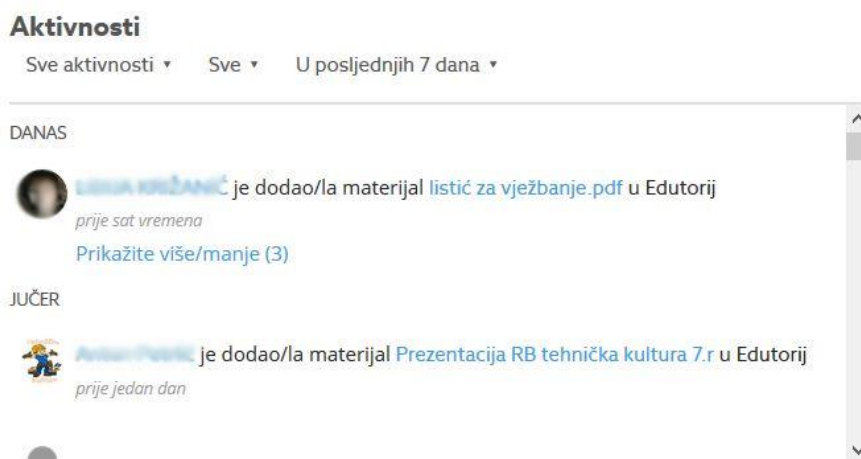 Aktivnosti
Sve aktivnosti ▾ Sve ▾ U posljednjih 7 dana ▾
DANAS
je dodao/la materijal listić za vježbanje.pdf u Edutorij
prije sat vremena
Prikažite više/manje (3)
JUČER
je dodao/la materijal Prezentacija RB tehnička kultura 7.r u Edutorij
prije jedan dan